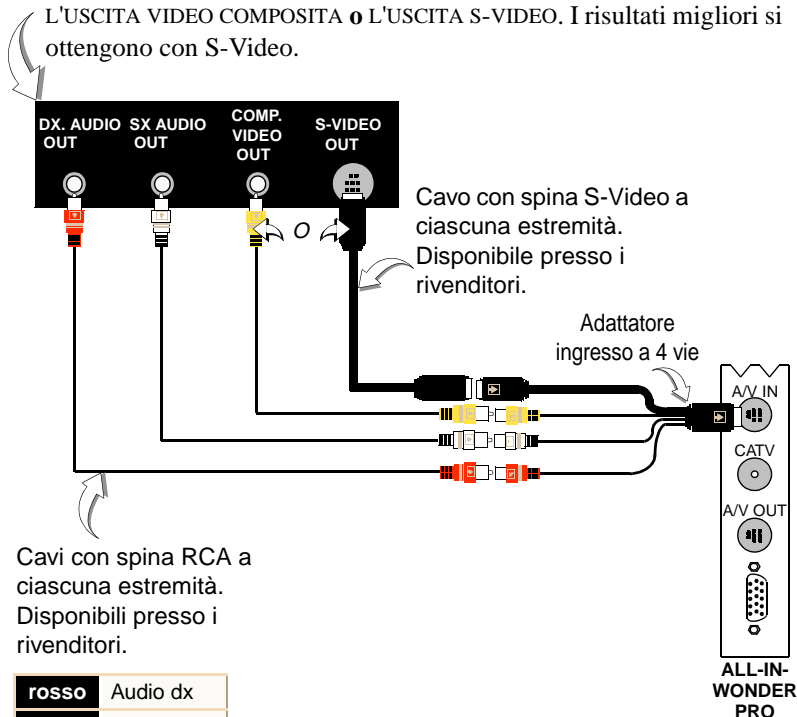 L'USCITA VIDEO COMPOSITA o L'USCITA S-VIDEO. I risultati migliori si
ottengono con S-Video.
DX. AUDIO OUT
SX AUDIO OUT
COMP. VIDEO OUT
S-VIDEO OUT
O
Cavo con spina S-Video a
ciascuna estremità.
Disponibile presso i
rivenditori.
Adattatore
ingresso a 4 vie
A/V IN
CATV
A/V OUT
Cavi con spina RCA a
ciascuna estremità.
Disponibili presso i
rivenditori.
ALL-IN-
WONDER
PRO
rosso Audio dx